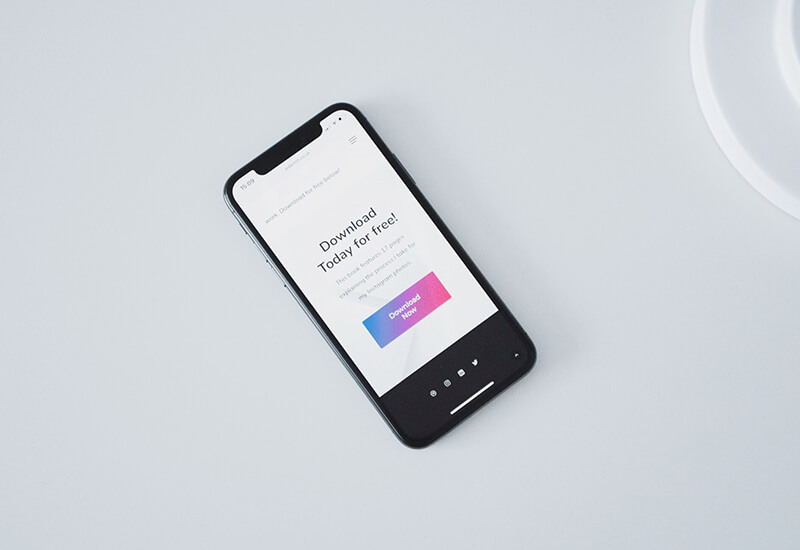 15:09
work. Download for free below!
Download
Today for free!
This book features 17 pages
explaining the process I take for
my Instagram photos.
Download
Now